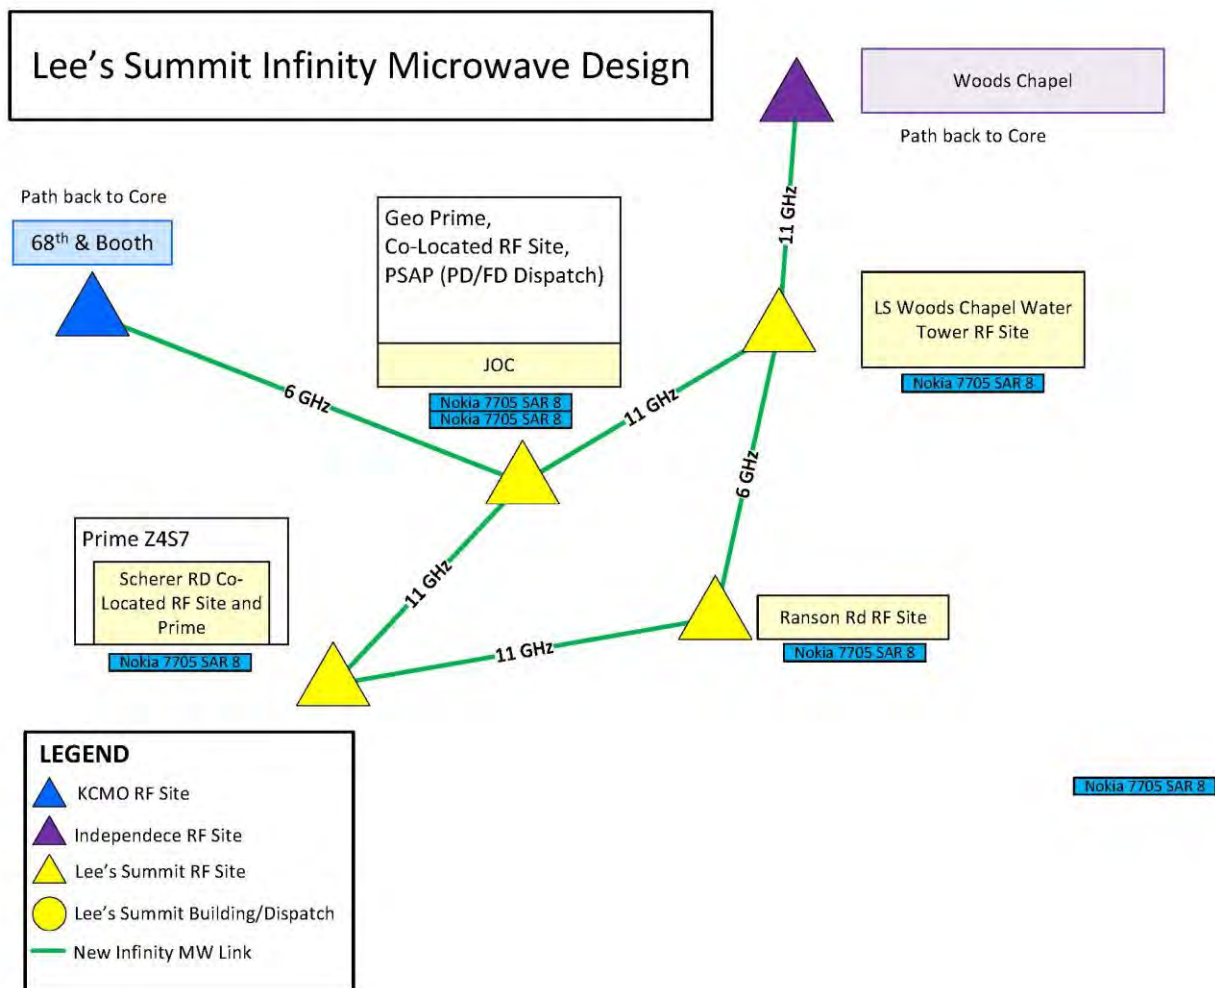 Lee's Summit Infinity Microwave Design
Woods Chapel
Path back to Core
Path back to Core
68th & Booth
Geo Prime,
Co-Located RF Site,
PSAP (PD/FD Dispatch)
JOC
Nokia 7705 SAR 8
Nokia 7705 SAR 8
11 GHz
LS Woods Chapel Water
Tower RF Site
Nokia 7705 SAR 8
6 GHz
11 GHz
6 GHz
Prime Z4S7
Scherer RD Co-
Located RF Site and
Prime
Nokia 7705 SAR 8
11 GHz
11 GHz
Ranson Rd RF Site
Nokia 7705 SAR 8
LEGEND
KCMO RF Site
Independece RF Site
Lee's Summit RF Site
Lee's Summit Building/Dispatch
New Infinity MW Link
Nokia 7705 SAR 8